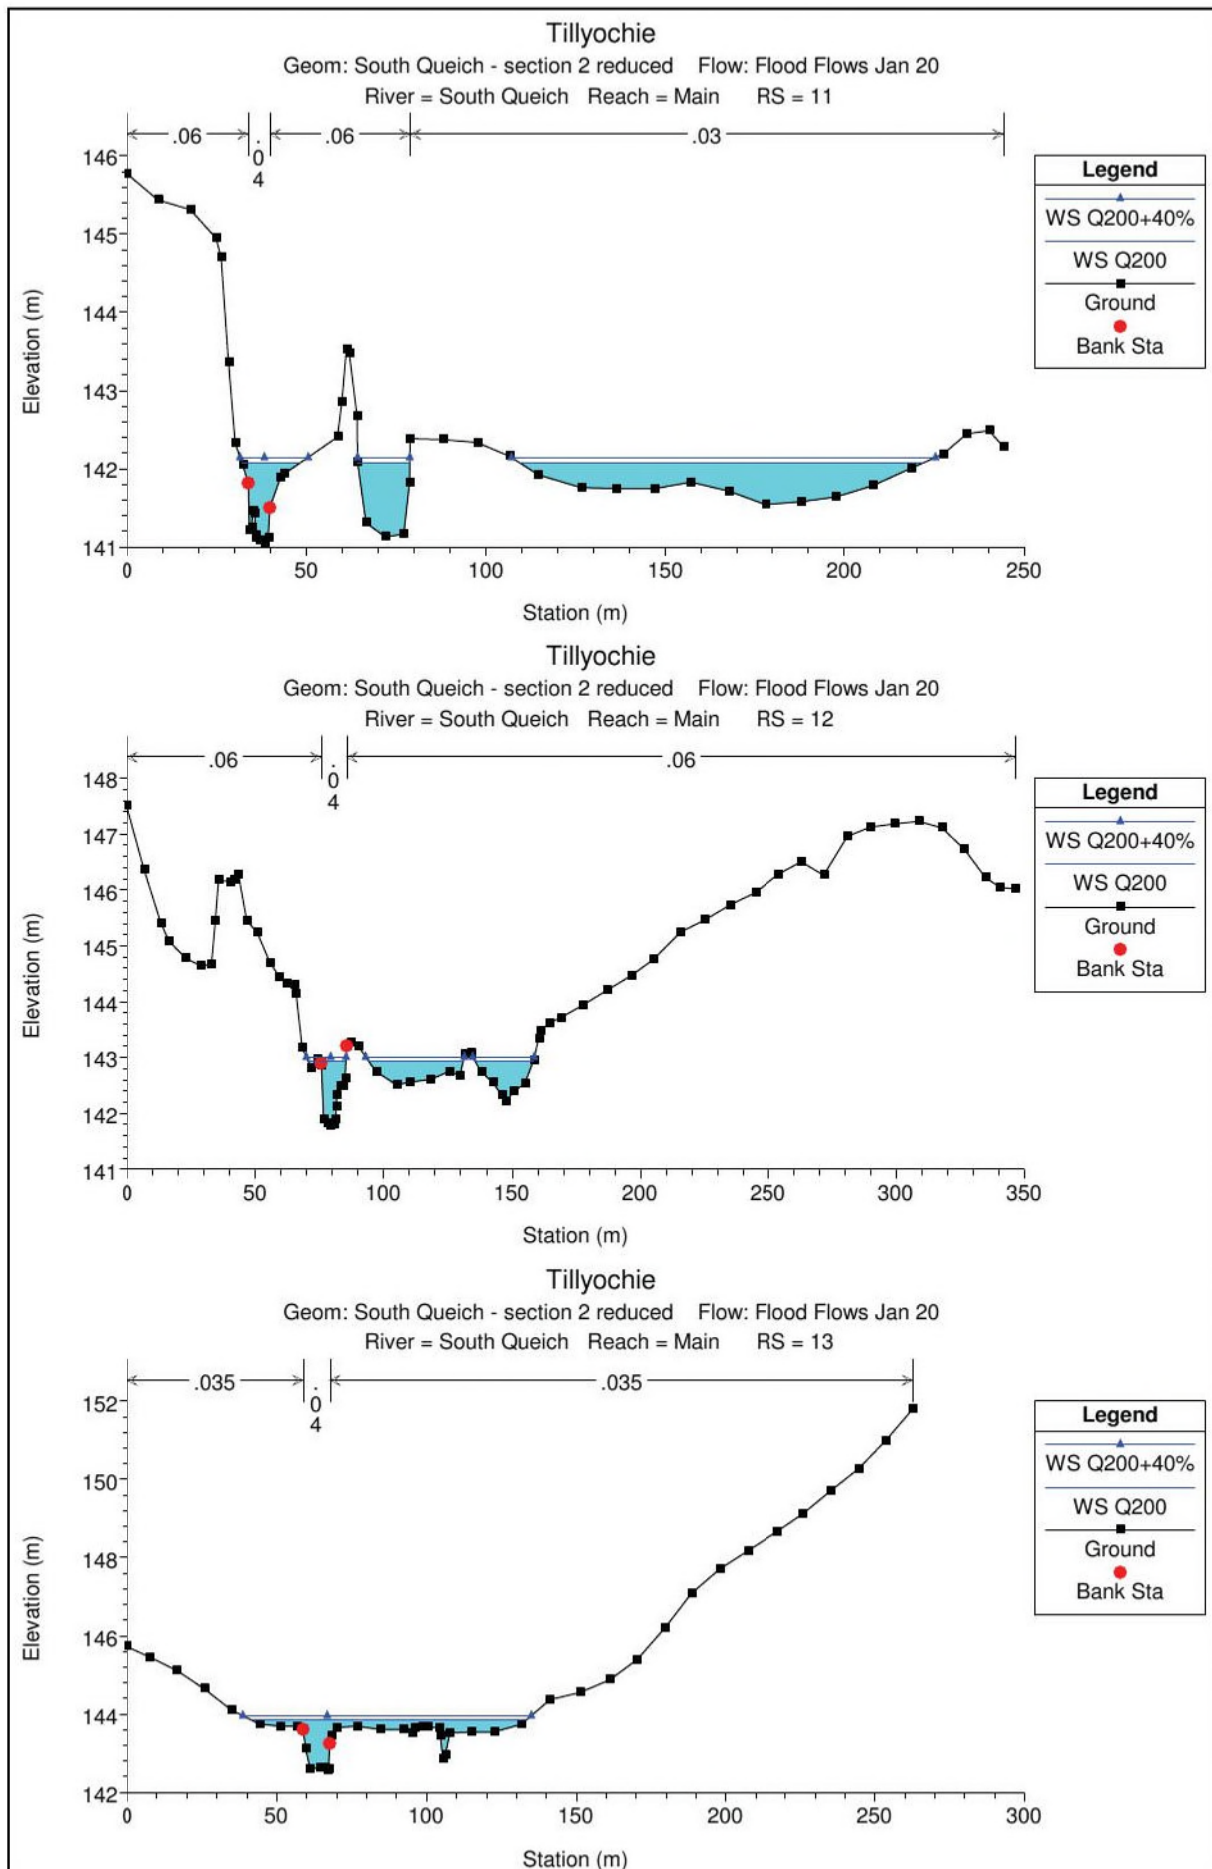 Tillyochie
Geom: South Queich - section 2 reduced Flow: Flood Flows Jan 20
River = South Queich Reach = Main RS = 11
.06
.04
.06
.03
146
145
144
143
142
141
Elevation (m)
0 50 100 150 200 250
Station (m)
Legend
WS Q200+40%
WS Q200
Ground
Bank Sta
Tillyochie
Geom: South Queich - section 2 reduced Flow: Flood Flows Jan 20
River = South Queich Reach = Main RS = 12
.06
.04
.06
148
147
146
145
144
143
142
141
Elevation (m)
0 50 100 150 200 250 300 350
Station (m)
Legend
WS Q200+40%
WS Q200
Ground
Bank Sta
Tillyochie
Geom: South Queich - section 2 reduced Flow: Flood Flows Jan 20
River = South Queich Reach = Main RS = 13
.035
.04
.035
152
150
148
146
144
142
Elevation (m)
0 50 100 150 200 250 300
Station (m)
Legend
WS Q200+40%
WS Q200
Ground
Bank Sta